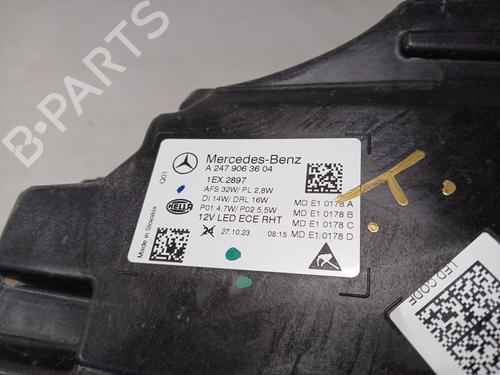 B-PARTS
Q01
Mercedes-Benz
A 247 906 36 04
1EX.2897
AFS 32W/ PL 2,8W
DI 14W/ DRL 16W
P01 4,7W/ P02 5,5W
12V LED ECE RHT
27.10.23 08:15
MD E1 0178 A
MD E1 0178 B
MD E1 0178 C
MD E1 0178 D
HELLA
Made in Slovakia
LED CODE